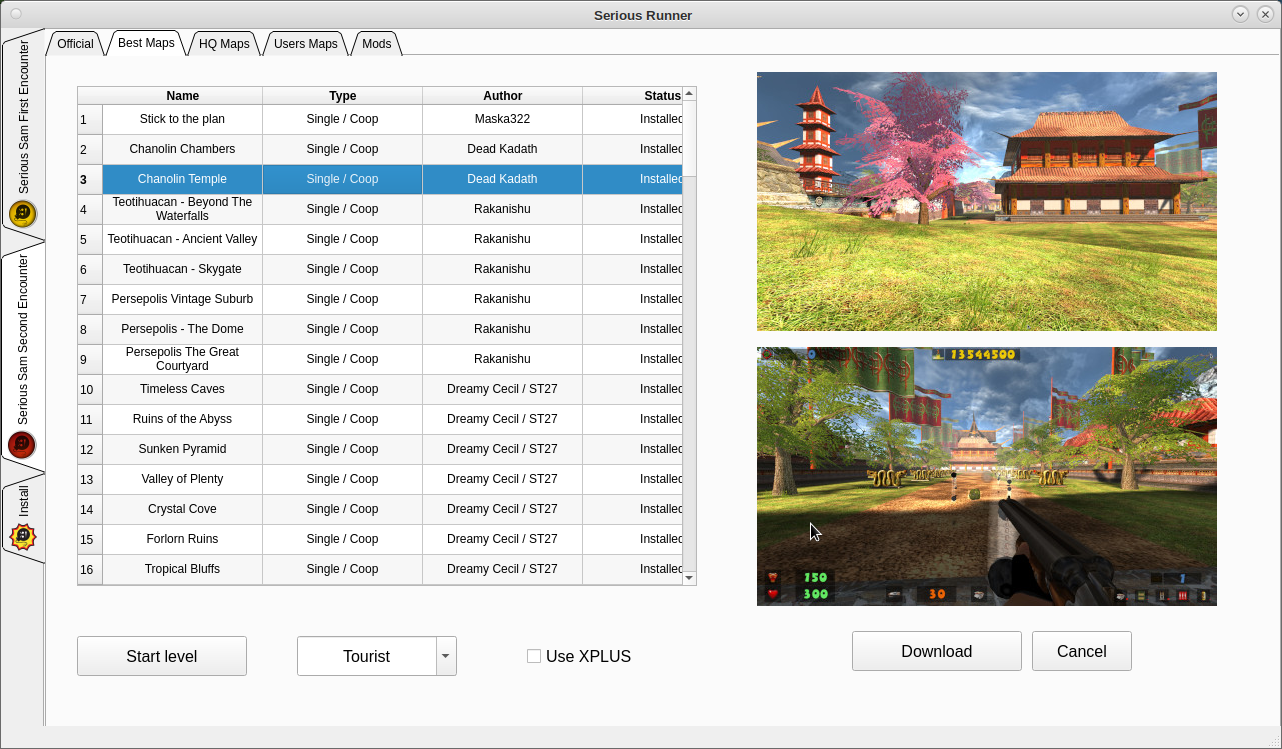 Serious Runner
Serious Sam First Encounter
Serious Sam Second Encounter
Install
Official Best Maps HQ Maps Users Maps Mods
Name Type Author Status
1 Stick to the plan Single / Coop Maska322 Installed
2 Chanolin Chambers Single / Coop Dead Kadath Installed
3 Chanolin Temple Single / Coop Dead Kadath Installed
4 Teotihuacan - Beyond The
Waterfalls Single / Coop Rakanishu Installed
5 Teotihuacan - Ancient Valley Single / Coop Rakanishu Installed
6 Teotihuacan - Skygate Single / Coop Rakanishu Installed
7 Persepolis Vintage Suburb Single / Coop Rakanishu Installed
8 Persepolis - The Dome Single / Coop Rakanishu Installed
9 Persepolis The Great
Courtyard Single / Coop Rakanishu Installed
10 Timeless Caves Single / Coop Dreamy Cecil / ST27 Installed
11 Ruins of the Abyss Single / Coop Dreamy Cecil / ST27 Installed
12 Sunken Pyramid Single / Coop Dreamy Cecil / ST27 Installed
13 Valley of Plenty Single / Coop Dreamy Cecil / ST27 Installed
14 Crystal Cove Single / Coop Dreamy Cecil / ST27 Installed
15 Forlorn Ruins Single / Coop Dreamy Cecil / ST27 Installed
16 Tropical Bluffs Single / Coop Dreamy Cecil / ST27 Installed
0 13544500
150 1
300 30
Start level Tourist Use XPLUS Download Cancel